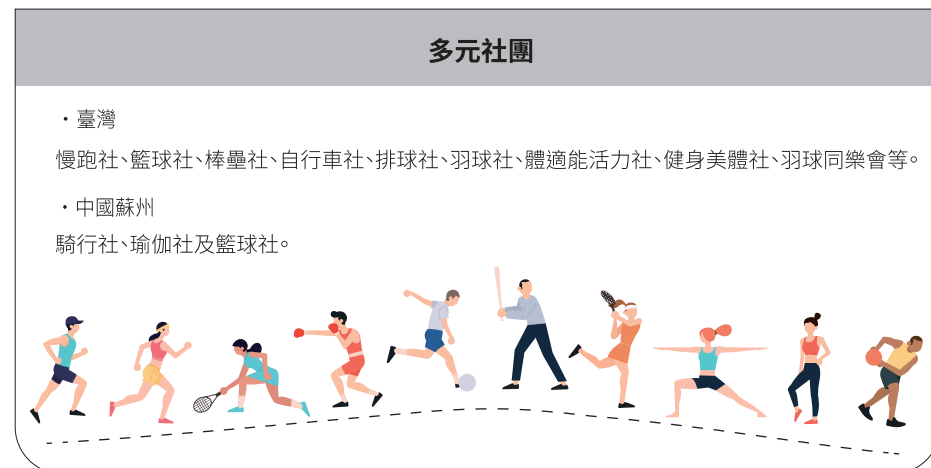 多元社團
・臺灣
慢跑社、籃球社、棒壘社、自行車社、排球社、羽球社、體適能活力社、健身美體社、羽球同樂會等。
・中國蘇州
騎行社、瑜伽社及籃球社。